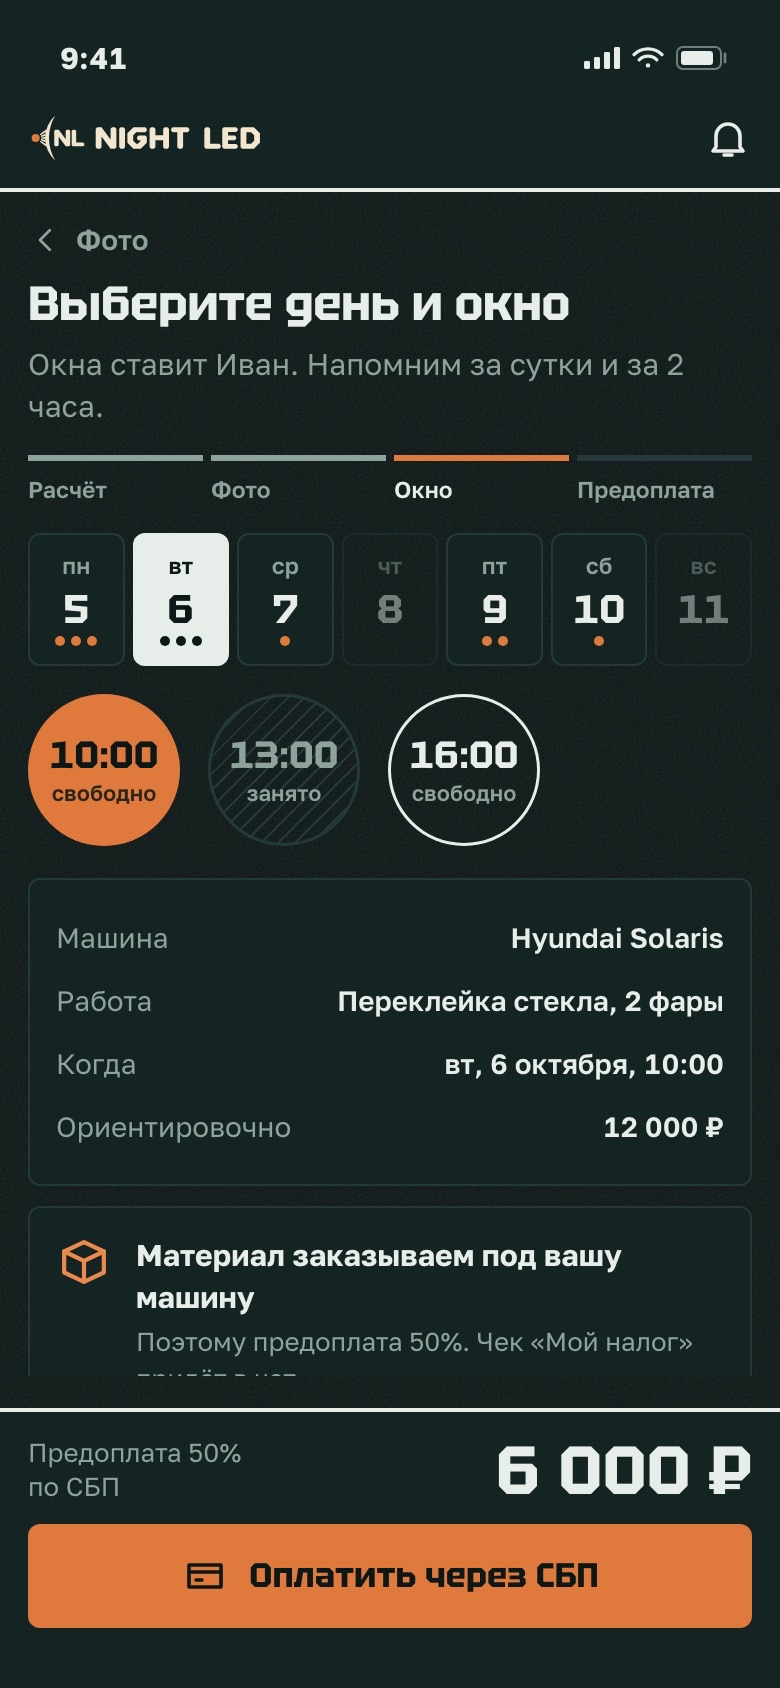 9:41
NL NIGHT LED
Фото
Выберите день и окно
Окна ставит Иван. Напомним за сутки и за 2
часа.
Расчёт Фото Окно Предоплата
пн вт ср чт пт сб вс
5 6 7 8 9 10 11
10:00 13:00 16:00
свободно занято свободно
Машина Hyundai Solaris
Работа Переклейка стекла, 2 фары
Когда вт, 6 октября, 10:00
Ориентировочно 12 000 ₽
Материал заказываем под вашу
машину
Поэтому предоплата 50%. Чек «Мой налог»
придёт в чат
Предоплата 50%
по СБП
6 000 ₽
Оплатить через СБП